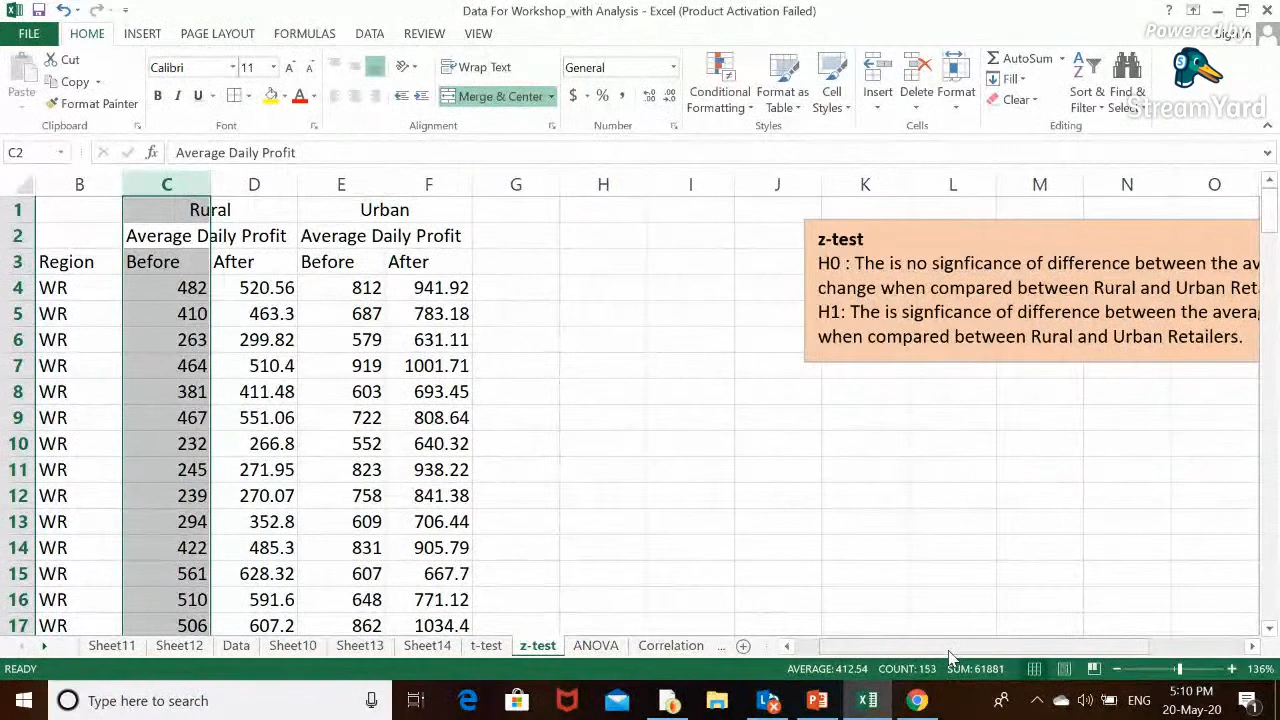 Data For Workshop_with Analysis - Excel (Product Activation Failed)
FILE HOME INSERT PAGE LAYOUT FORMULAS DATA REVIEW VIEW
Powered by
StreamYard
Paste
Cut
Copy
Format Painter
Clipboard
Calibri 11
B I U
Font
Wrap Text
Merge & Center
Alignment
General
$ %
Number
Conditional Formatting
Format as Table
Cell Styles
Styles
Insert Delete Format
Cells
AutoSum
Fill
Clear
Sort & Filter
Find &
Editing
C2 fx Average Daily Profit
B C D E F G H I J K L M N O
1 Rural Urban
2 Average Daily Profit Average Daily Profit
3 Region Before After Before After
4 WR 482 520.56 812 941.92
5 WR 410 463.3 687 783.18
6 WR 263 299.82 579 631.11
7 WR 464 510.4 919 1001.71
8 WR 381 411.48 603 693.45
9 WR 467 551.06 722 808.64
10 WR 232 266.8 552 640.32
11 WR 245 271.95 823 938.22
12 WR 239 270.07 758 841.38
13 WR 294 352.8 609 706.44
14 WR 422 485.3 831 905.79
15 WR 561 628.32 607 667.7
16 WR 510 591.6 648 771.12
17 WR 506 607.2 862 1034.4
z-test
H0 : The is no signficance of difference between the av
change when compared between Rural and Urban Ret
H1: The is signficance of difference between the avera
when compared between Rural and Urban Retailers.
Sheet11 Sheet12 Data Sheet10 Sheet13 Sheet14 t-test z-test ANOVA Correlation ...
READY AVERAGE: 412.54 COUNT: 153 SUM: 61881 136%
Type here to search
ENG
5:10 PM
20-May-20